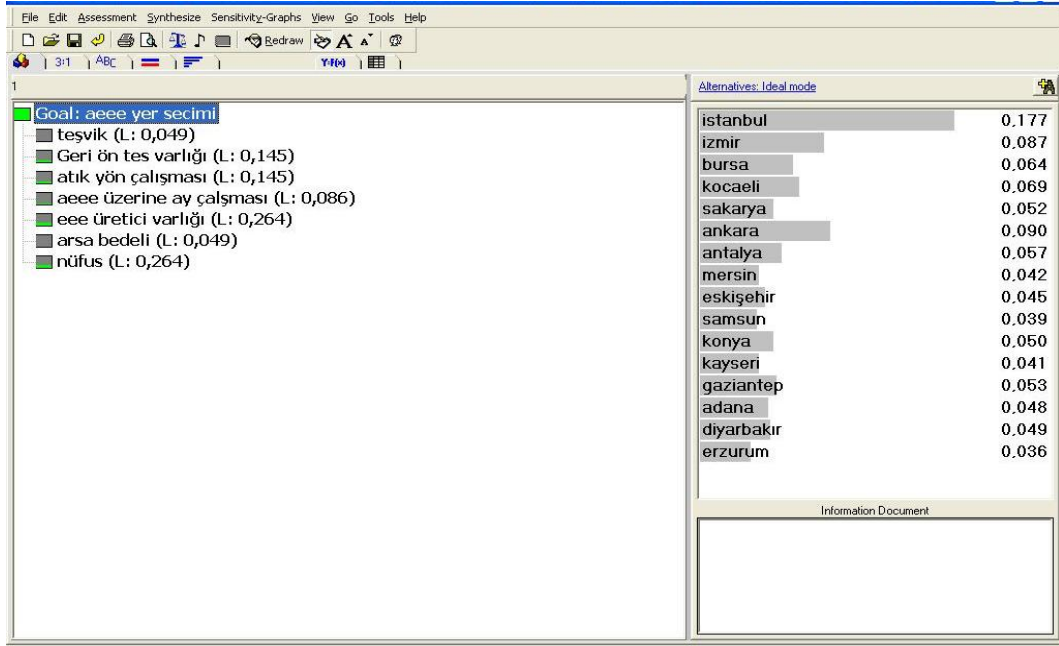 File Edit Assessment Synthesize Sensitivity-Graphs View Go Tools Help
Redraw A A
3:1 ABC Y=F(x)
1
Alternatives: Ideal mode
Goal: aeee yer secimi
teşvik (L: 0,049)
Geri ön tes varlığı (L: 0,145)
atık yön çalışması (L: 0,145)
aeee üzerine ay çalşması (L: 0,086)
eee üretici varlığı (L: 0,264)
arsa bedeli (L: 0,049)
nüfus (L: 0,264)
istanbul 0,177
izmir 0,087
bursa 0,064
kocaeli 0,069
sakarya 0,052
ankara 0,090
antalya 0,057
mersin 0,042
eskişehir 0,045
samsun 0,039
konya 0,050
kayseri 0,041
gaziantep 0,053
adana 0,048
diyarbakır 0,049
erzurum 0,036
Information Document